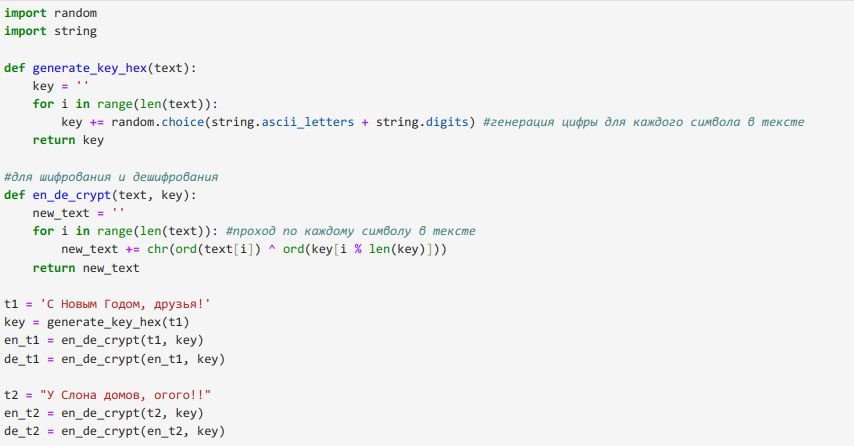 import random
import string
def generate_key_hex(text):
    key = ''
    for i in range(len(text)):
        key += random.choice(string.ascii_letters + string.digits) #генерация цифры для каждого символа в тексте
    return key
#для шифрования и дешифрования
def en_de_crypt(text, key):
    new_text = ''
    for i in range(len(text)): #проход по каждому символу в тексте
        new_text += chr(ord(text[i]) ^ ord(key[i % len(key)]))
    return new_text
t1 = 'С Новым Годом, друзья!'
key = generate_key_hex(t1)
en_t1 = en_de_crypt(t1, key)
de_t1 = en_de_crypt(en_t1, key)
t2 = "У Слона домов, огого!!"
en_t2 = en_de_crypt(t2, key)
de_t2 = en_de_crypt(en_t2, key)